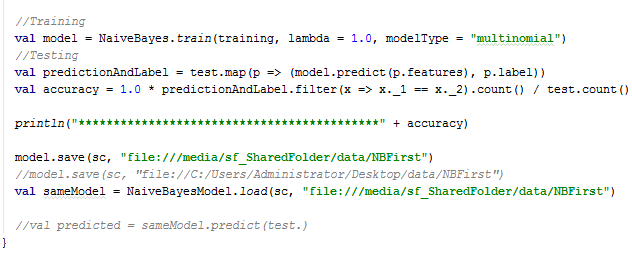 //Training
val model = NaiveBayes.train(training, lambda = 1.0, modelType = "multinomial")
//Testing
val predictionAndLabel = test.map(p => (model.predict(p.features), p.label))
val accuracy = 1.0 * predictionAndLabel.filter(x => x._1 == x._2).count() / test.count()
println("*******************************************" + accuracy)
model.save(sc, "file:///media/sf_SharedFolder/data/NBFirst")
//model.save(sc, "file://C:/Users/Administrator/Desktop/data/NBFirst")
val sameModel = NaiveBayesModel.load(sc, "file:///media/sf_SharedFolder/data/NBFirst")
//val predicted = sameModel.predict(test.)
}